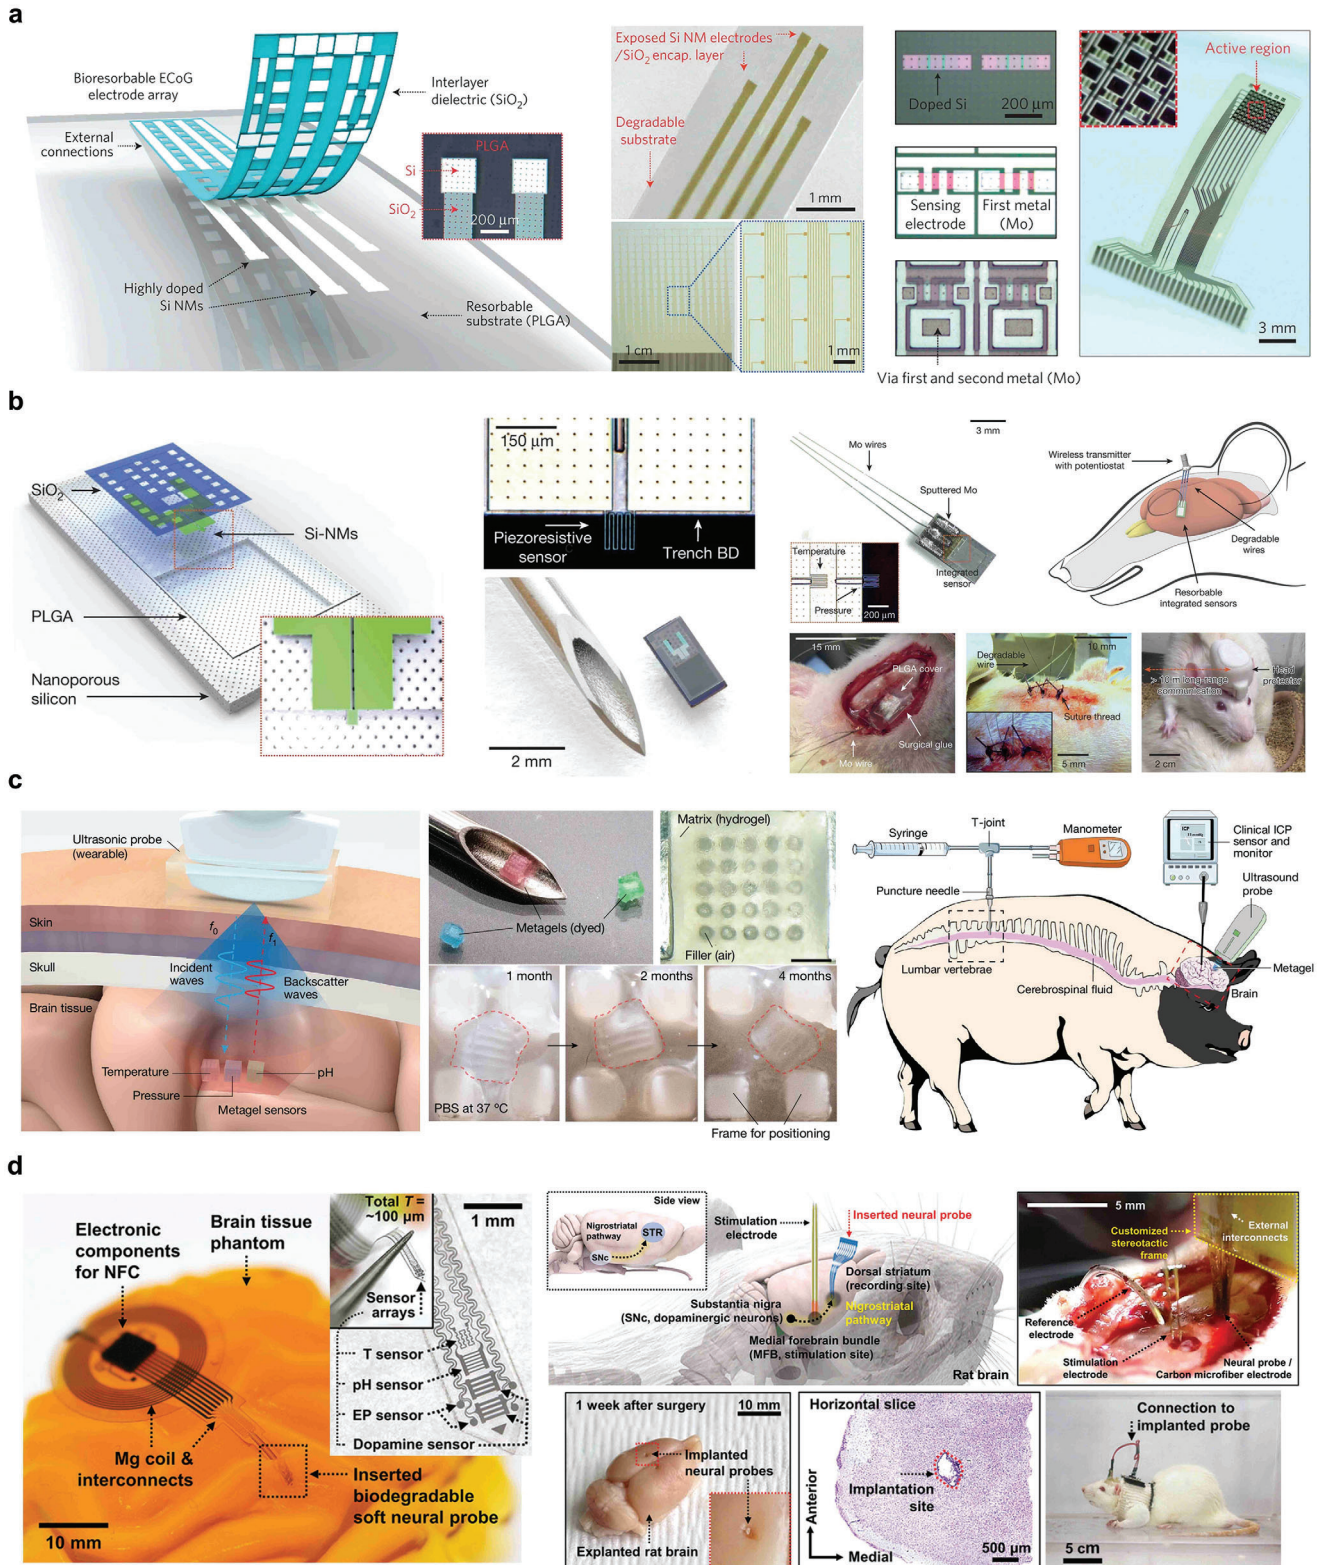 a
Bioresorbable ECoG
electrode array
External
connections
Interlayer
dielectric (SiO₂)
PLGA
Si
SiO₂
200 µm
Highly doped
Si NMs
Resorbable
substrate (PLGA)
Exposed Si NM electrodes
/SiO₂ encap. layer
Degradable
substrate
1 mm
1 cm
1 mm
Doped Si
200 µm
Sensing
electrode
First metal
(Mo)
Via first and second metal (Mo)
Active region
3 mm
b
SiO₂
Si-NMs
PLGA
Nanoporous
silicon
150 µm
Piezoresistive
sensor
Trench BD
2 mm
3 mm
Mo wires
Sputtered Mo
Temperature
Pressure
200 µm
Integrated
sensor
Wireless transmitter
with potentiostat
Degradable
wires
Resorbable
integrated sensors
15 mm
PLGA cover
Surgical glue
Mo wire
10 mm
Degradable
wire
Suture thread
5 mm
> 10 m long-range
communication
Head
protector
2 cm
c
Ultrasonic probe
(wearable)
Skin
f₀
f₁
Skull
Incident
waves
Backscatter
waves
Brain tissue
Temperature
Pressure
pH
Metagel sensors
Metagels (dyed)
Matrix (hydrogel)
Filler (air)
1 month
2 months
4 months
PBS at 37 ºC
Frame for positioning
Syringe
T-joint
Manometer
Puncture needle
Lumbar vertebrae
Cerebrospinal fluid
ICP
Clinical ICP
sensor and
monitor
Ultrasound
probe
Metagel
Brain
d
Electronic
components
for NFC
Brain tissue
phantom
Mg coil &
interconnects
Inserted
biodegradable
soft neural probe
10 mm
Total T =
~100 µm
1 mm
Sensor
arrays
T sensor
pH sensor
EP sensor
Dopamine sensor
Side view
Nigrostriatal
pathway
STR
SNc
Stimulation
electrode
Inserted neural probe
Dorsal striatum
(recording site)
Substantia nigra
(SNc, dopaminergic neurons)
Nigrostriatal
pathway
Medial forebrain bundle
(MFB, stimulation site)
Rat brain
5 mm
Customized
stereotactic
frame
External
interconnects
Reference
electrode
Stimulation
electrode
Neural probe /
Carbon microfiber electrode
1 week after surgery
10 mm
Implanted
neural probes
Explanted rat brain
Horizontal slice
Implantation
site
Anterior
Medial
500 µm
Connection to
implanted probe
5 cm